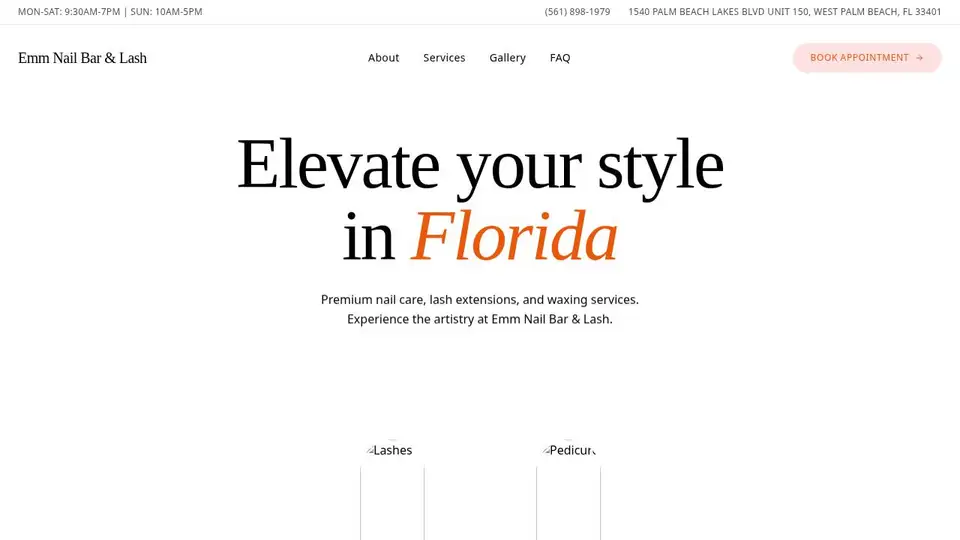 MON-SAT: 9:30AM-7PM | SUN: 10AM-5PM
(561) 898-1979
1540 PALM BEACH LAKES BLVD UNIT 150, WEST PALM BEACH, FL 33401
Emm Nail Bar & Lash
About
Services
Gallery
FAQ
BOOK APPOINTMENT →
Elevate your style
in Florida
Premium nail care, lash extensions, and waxing services.
Experience the artistry at Emm Nail Bar & Lash.
Lashes
Pedicur